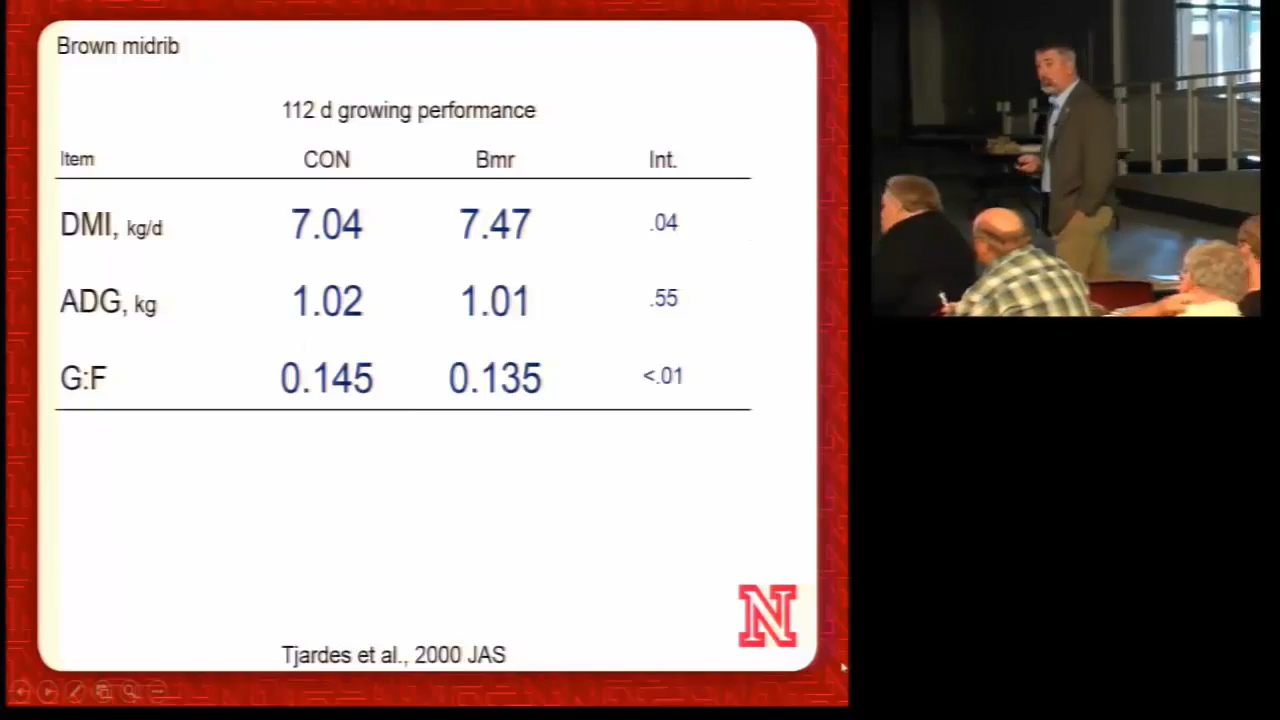 Brown midrib
112 d growing performance
Item CON Bmr Int.
DMI, kg/d 7.04 7.47 .04
ADG, kg 1.02 1.01 .55
G:F 0.145 0.135 <.01
N
Tjardes et al., 2000 JAS